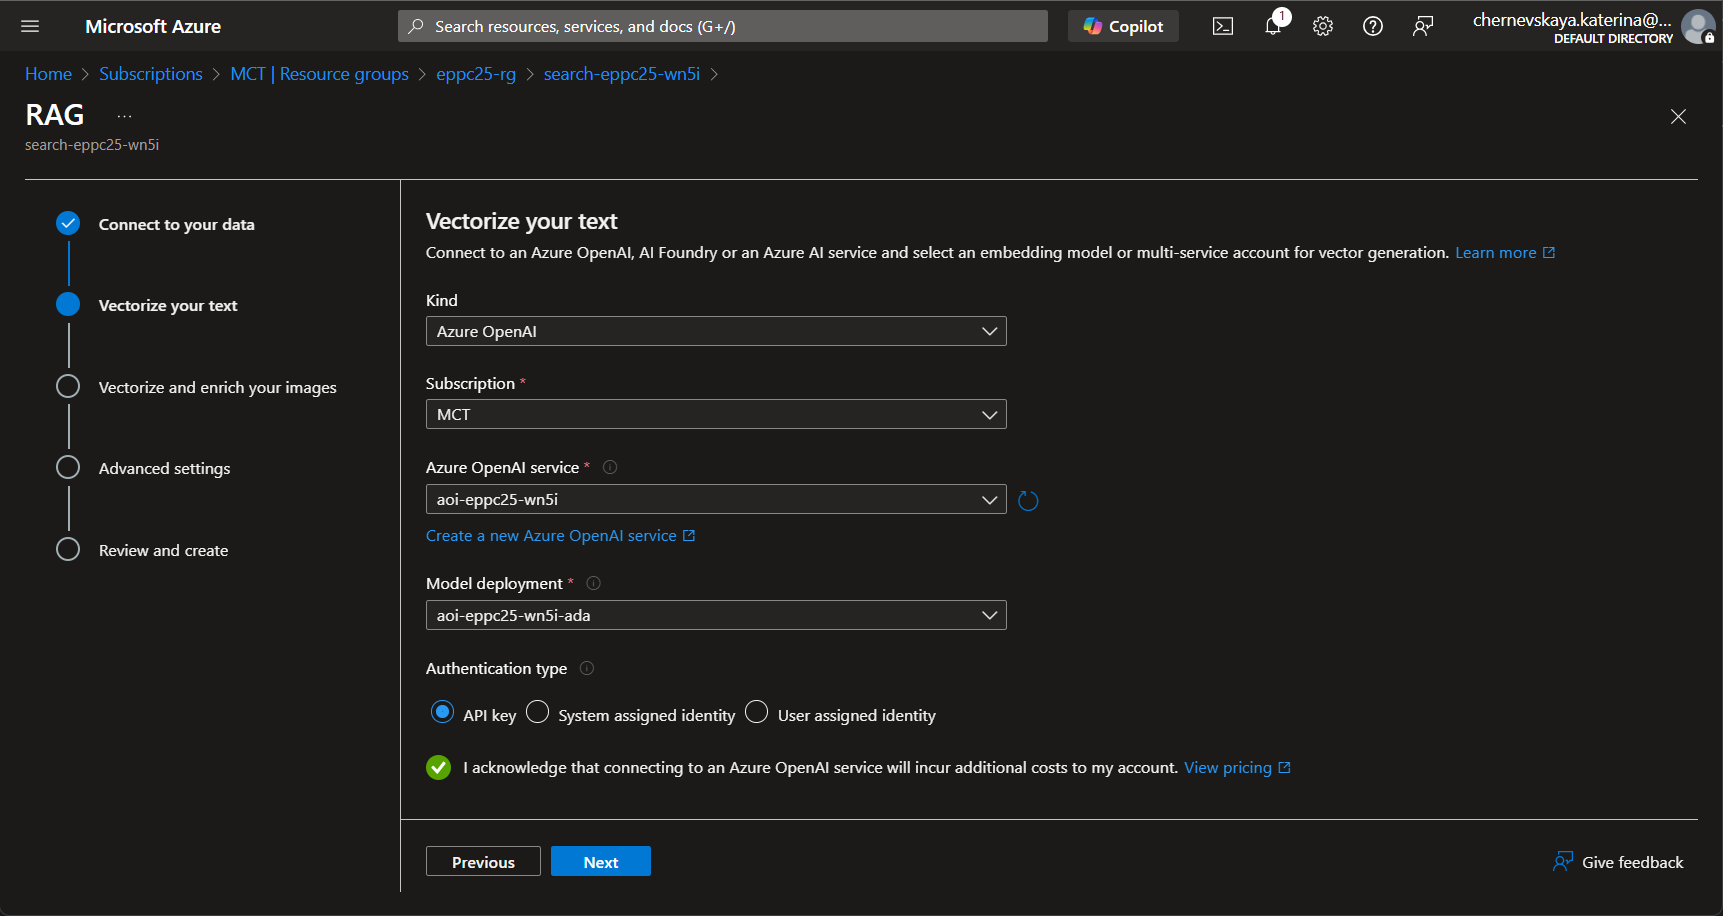 Microsoft Azure
Search resources, services, and docs (G+/)
Copilot
1
chernevskaya.katerina@...
DEFAULT DIRECTORY
Home > Subscriptions > MCT | Resource groups > eppc25-rg > search-eppc25-wn5i >
RAG ...
search-eppc25-wn5i
Connect to your data
Vectorize your text
Vectorize and enrich your images
Advanced settings
Review and create
Vectorize your text
Connect to an Azure OpenAI, AI Foundry or an Azure AI service and select an embedding model or multi-service account for vector generation. Learn more
Kind
Azure OpenAI
Subscription *
MCT
Azure OpenAI service *
aoi-eppc25-wn5i
Create a new Azure OpenAI service
Model deployment *
aoi-eppc25-wn5i-ada
Authentication type
API key System assigned identity User assigned identity
I acknowledge that connecting to an Azure OpenAI service will incur additional costs to my account. View pricing
Previous Next
Give feedback